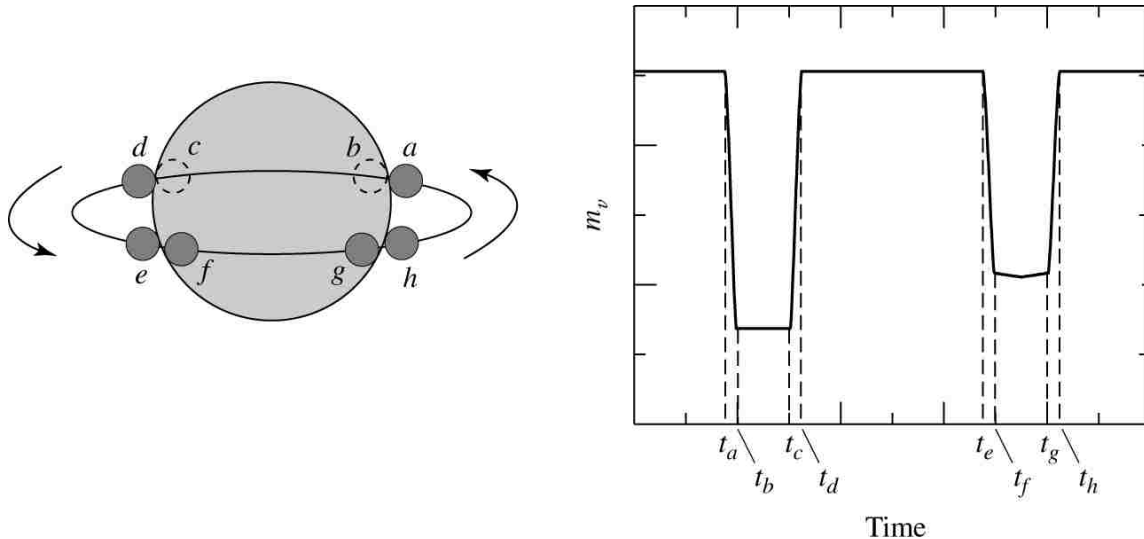 d c b a
e f g h
m_v
t_a t_c t_e t_g
t_b t_d t_f t_h
Time